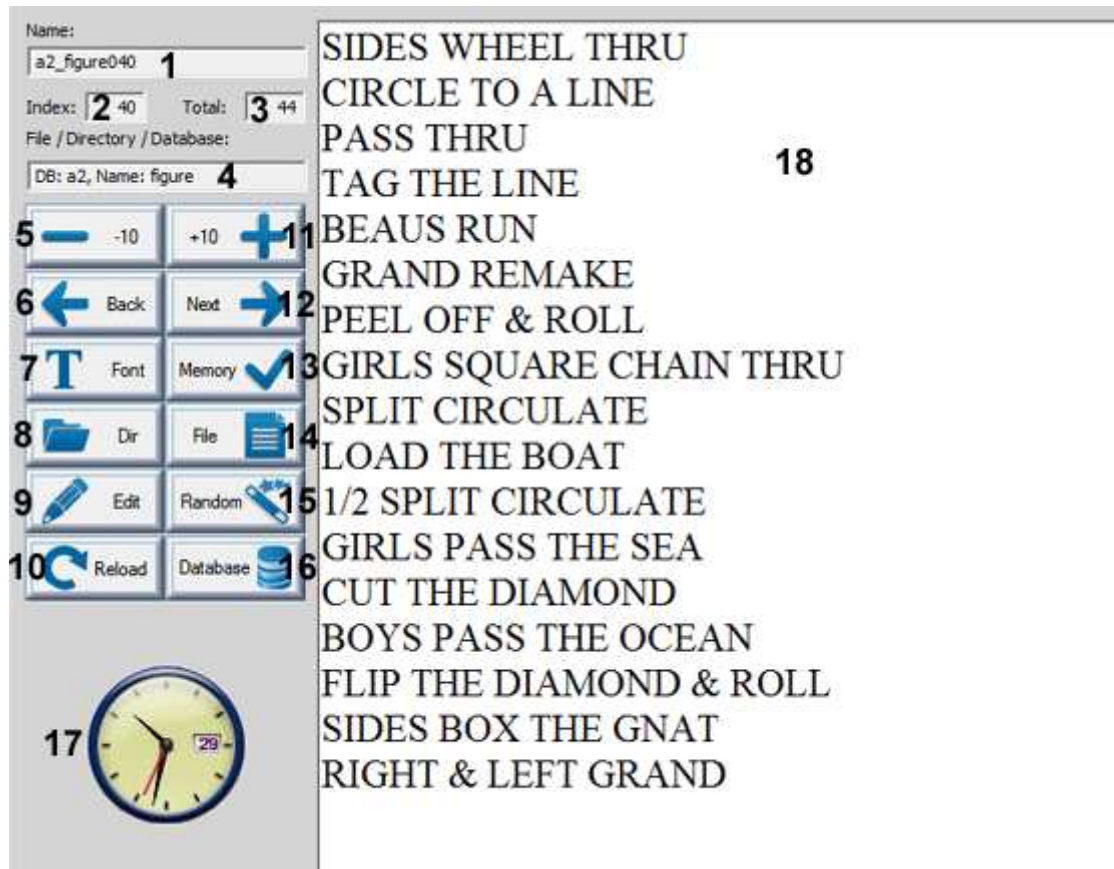 Name:
a2_figure040 1
Index: 2 40 Total: 3 44
File / Directory / Database:
DB: a2, Name: figure 4
5 -10 +10 11
6 Back Next 12
7 T Font Memory 13
8 Dir File 14
9 Edit Random 15
10 Reload Database 16
17 29
SIDES WHEEL THRU
CIRCLE TO A LINE
PASS THRU
18
TAG THE LINE
BEAUS RUN
GRAND REMAKE
PEEL OFF & ROLL
GIRLS SQUARE CHAIN THRU
SPLIT CIRCULATE
LOAD THE BOAT
1/2 SPLIT CIRCULATE
GIRLS PASS THE SEA
CUT THE DIAMOND
BOYS PASS THE OCEAN
FLIP THE DIAMOND & ROLL
SIDES BOX THE GNAT
RIGHT & LEFT GRAND